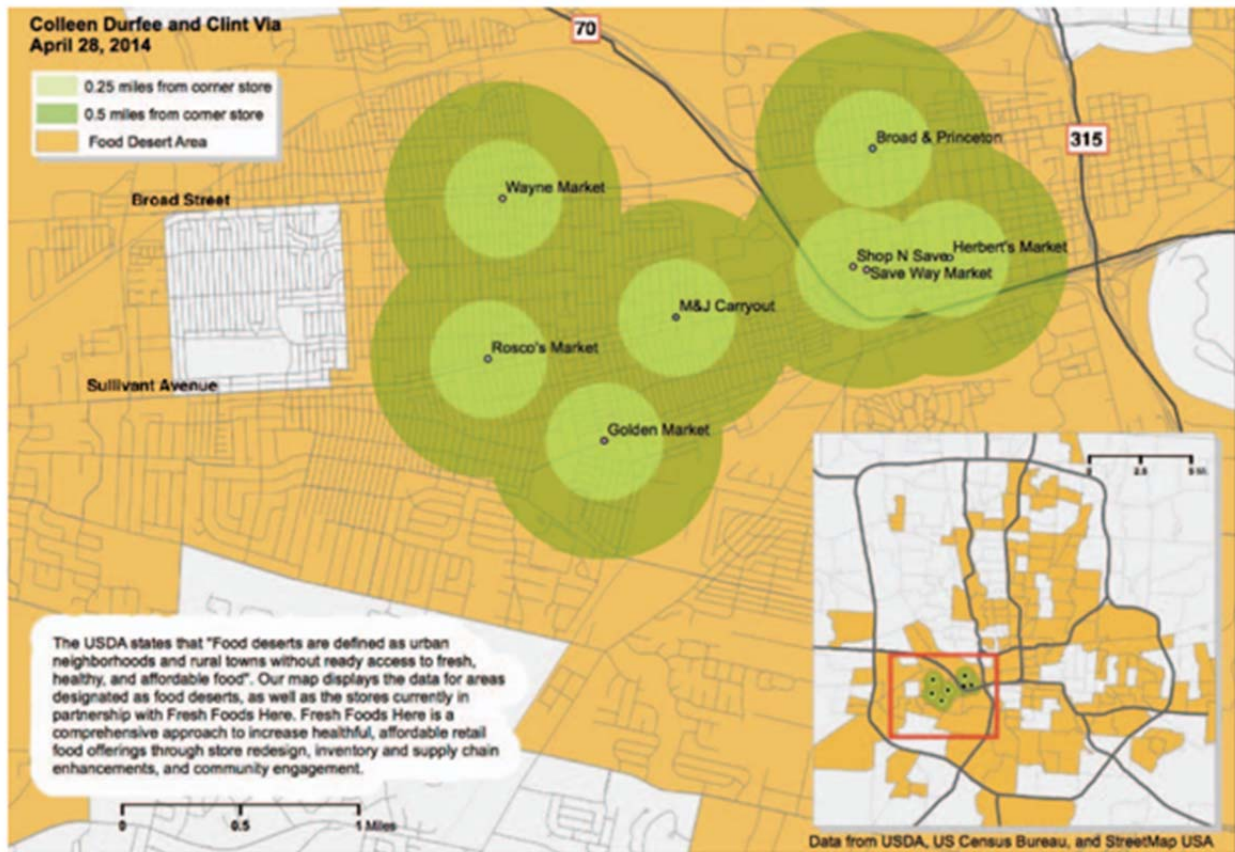 Colleen Durfee and Clint Via
April 28, 2014
0.25 miles from corner store
0.5 miles from corner store
Food Desert Area
70
315
Broad & Princeton
Wayne Market
Broad Street
Herbert's Market
Shop N Save
Save Way Market
M&J Carryout
Rosco's Market
Sullivant Avenue
Golden Market
0 2.5 5 Mi.
The USDA states that "Food deserts are defined as urban
neighborhoods and rural towns without ready access to fresh,
healthy, and affordable food". Our map displays the data for areas
designated as food deserts, as well as the stores currently in
partnership with Fresh Foods Here. Fresh Foods Here is a
comprehensive approach to increase healthful, affordable retail
food offerings through store redesign, inventory and supply chain
enhancements, and community engagement.
0 0.5 1 Miles
Data from USDA, US Census Bureau, and StreetMap USA